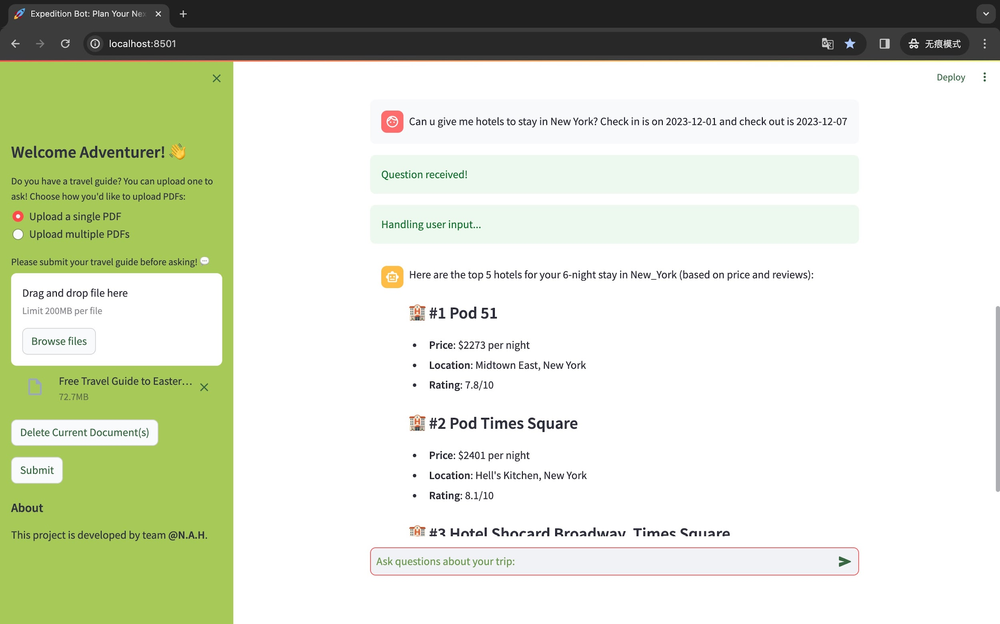 Expedition Bot: Plan Your Nex
localhost:8501
无痕模式
Deploy
Welcome Adventurer! 👋
Do you have a travel guide? You can upload one to
ask! Choose how you'd like to upload PDFs:
Upload a single PDF
Upload multiple PDFs
Please submit your travel guide before asking! 💬
Drag and drop file here
Limit 200MB per file
Browse files
Free Travel Guide to Easter...
72.7MB
Delete Current Document(s)
Submit
About
This project is developed by team @N.A.H.
Can u give me hotels to stay in New York? Check in is on 2023-12-01 and check out is 2023-12-07
Question received!
Handling user input...
Here are the top 5 hotels for your 6-night stay in New_York (based on price and reviews):
🏨 #1 Pod 51
• Price: $2273 per night
• Location: Midtown East, New York
• Rating: 7.8/10
🏨 #2 Pod Times Square
• Price: $2401 per night
• Location: Hell's Kitchen, New York
• Rating: 8.1/10
🏨 #3 Hotel Shocard Broadway, Times Square
Ask questions about your trip: